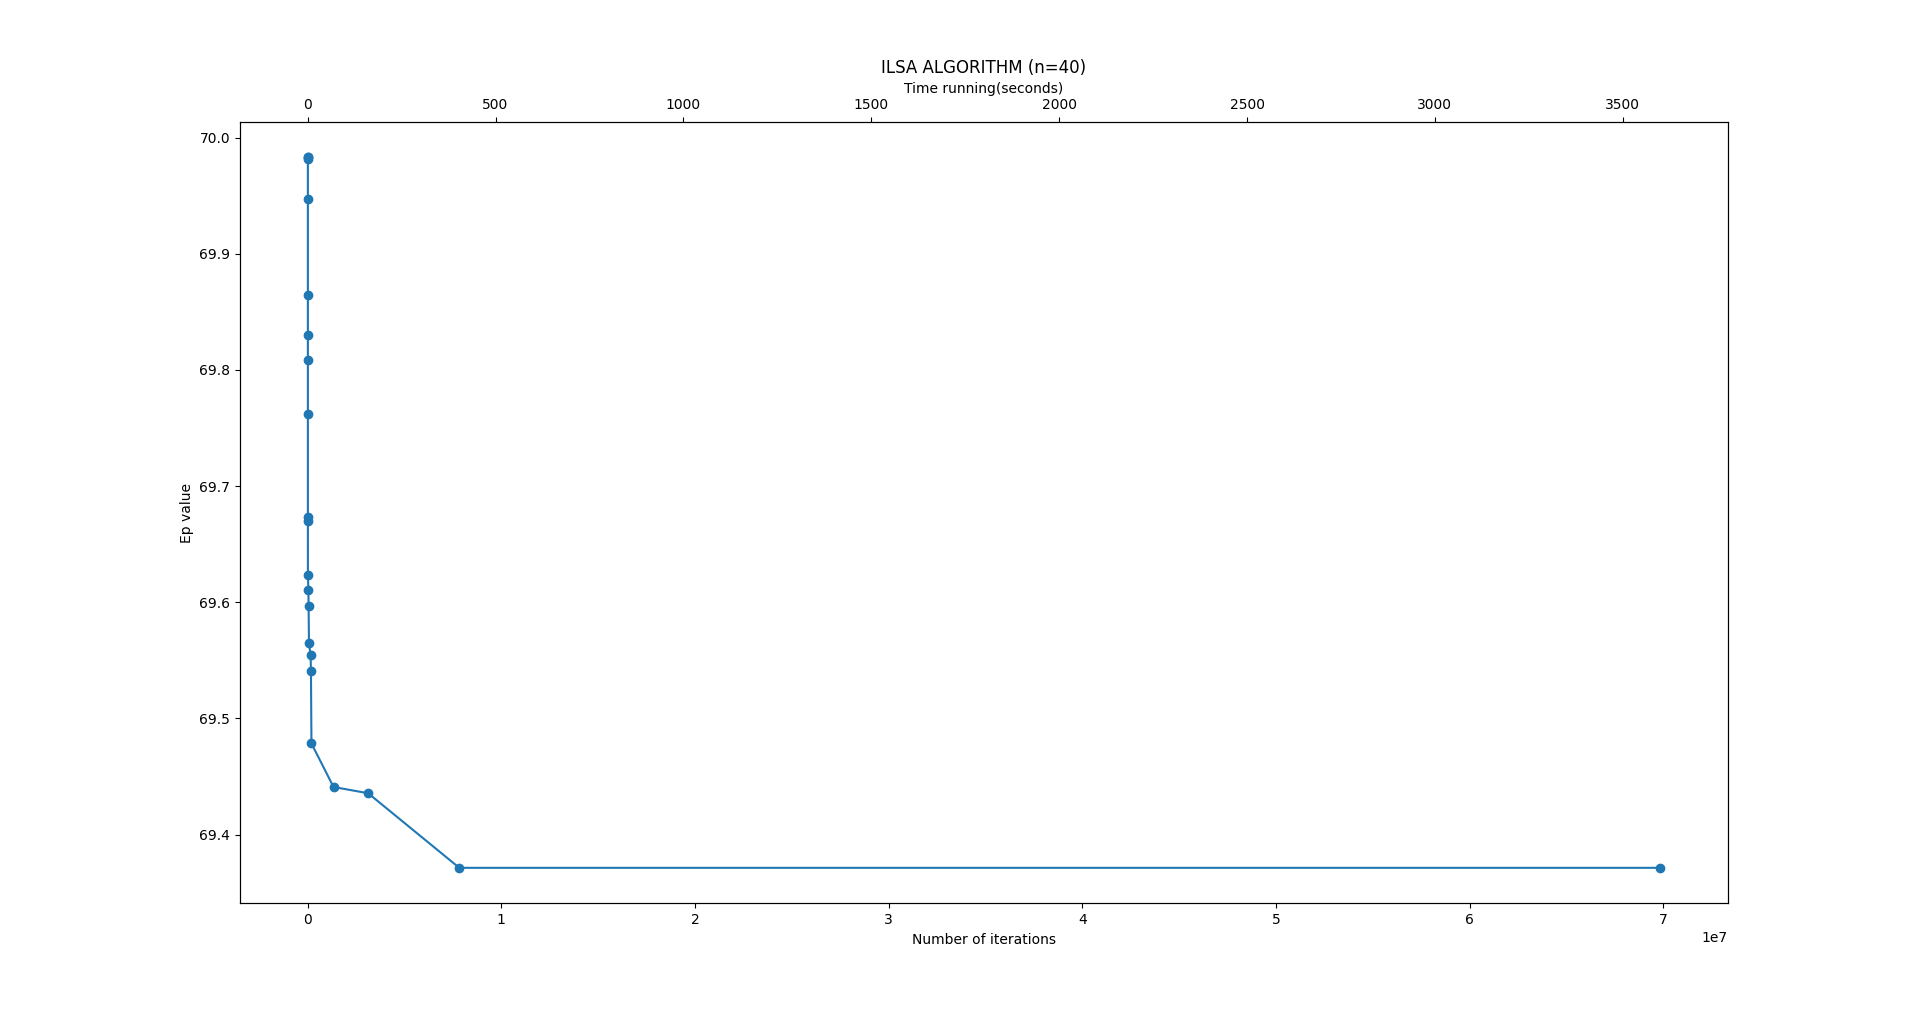 ILSA ALGORITHM (n=40)
Time running(seconds)
0 500 1000 1500 2000 2500 3000 3500
70.0
69.9
69.8
69.7
69.6
69.5
69.4
Ep value
0 1 2 3 4 5 6 7
1e7
Number of iterations